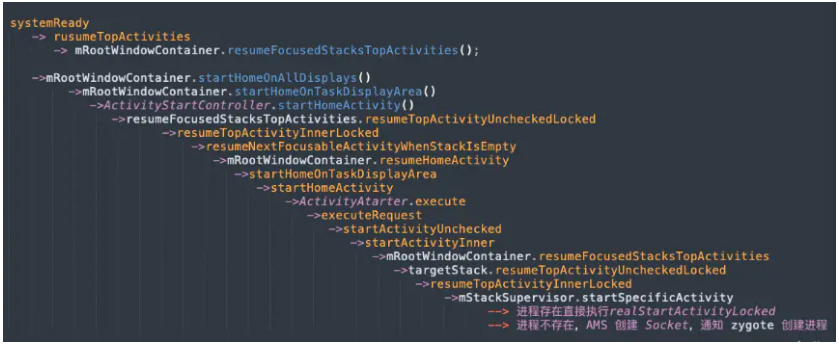 systemReady
-> rusumeTopActivities
-> mRootWindowContainer.resumeFocusedStacksTopActivities();
->mRootWindowContainer.startHomeOnAllDisplays()
->mRootWindowContainer.startHomeOnTaskDisplayArea()
->ActivityStartController.startHomeActivity()
->resumeFocusedStacksTopActivities.resumeTopActivityUncheckedLocked
->resumeTopActivityInnerLocked
->resumeNextFocusableActivityWhenStackIsEmpty
->mRootWindowContainer.resumeHomeActivity
->startHomeOnTaskDisplayArea
->startHomeActivity
->ActivityAtarter.execute
->executeRequest
->startActivityUnchecked
->startActivityInner
->mRootWindowContainer.resumeFocusedStacksTopActivities
->targetStack.resumeTopActivityUncheckedLocked
->resumeTopActivityInnerLocked
->mStackSupervisor.startSpecificActivity
--> 进程存在直接执行realStartActivityLocked
--> 进程不存在, AMS 创建 Socket, 通知 zygote 创建进程